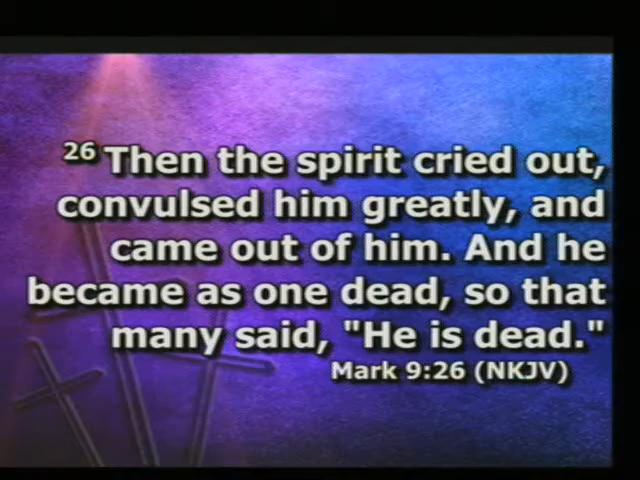 26 Then the spirit cried out,
convulsed him greatly, and
came out of him. And he
became as one dead, so that
many said, "He is dead."
Mark 9:26 (NKJV)